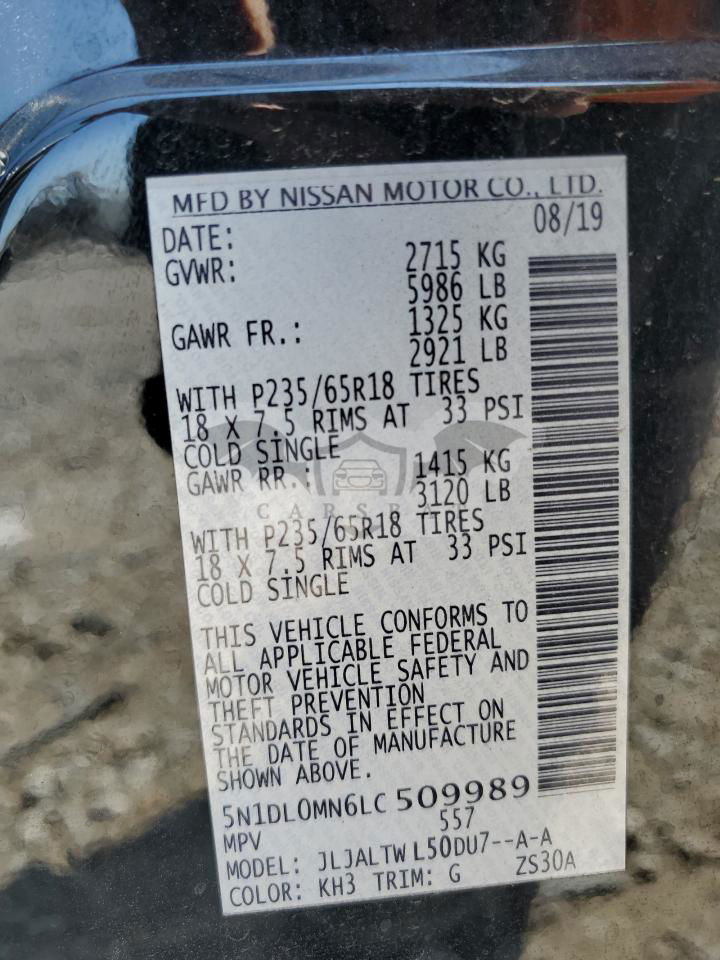 MFD BY NISSAN MOTOR CO., LTD.
DATE: 08/19
GVWR: 2715 KG
5986 LB
GAWR FR.: 1325 KG
2921 LB
WITH P235/65R18 TIRES
18 X 7.5 RIMS AT 33 PSI
COLD SINGLE
GAWR RR.: 1415 KG
3120 LB
WITH P235/65R18 TIRES
18 X 7.5 RIMS AT 33 PSI
COLD SINGLE
THIS VEHICLE CONFORMS TO
ALL APPLICABLE FEDERAL
MOTOR VEHICLE SAFETY AND
THEFT PREVENTION
STANDARDS IN EFFECT ON
THE DATE OF MANUFACTURE
SHOWN ABOVE.
5N1DL0MN6LC 509989
MPV 557
MODEL: JLJALTW L50DU7--A-A
COLOR: KH3 TRIM: G ZS30A